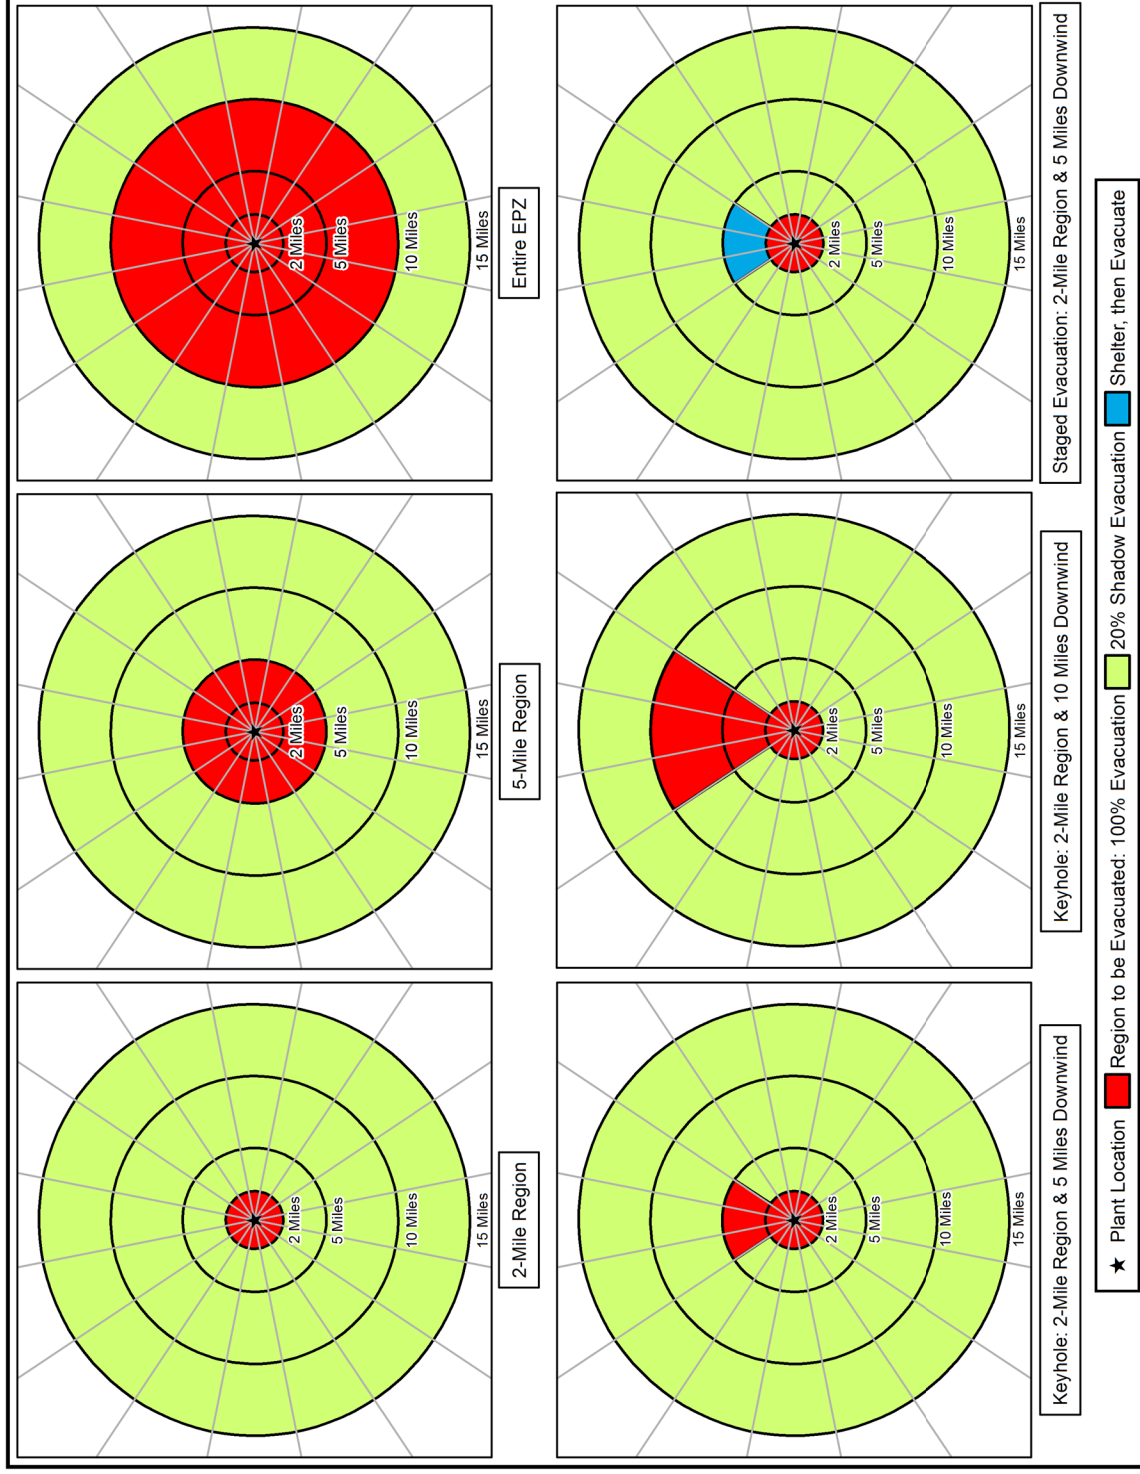 2 Miles
5 Miles
10 Miles
15 Miles
2-Mile Region
2 Miles
5 Miles
10 Miles
15 Miles
5-Mile Region
2 Miles
5 Miles
10 Miles
15 Miles
Entire EPZ
2 Miles
5 Miles
10 Miles
15 Miles
Keyhole: 2-Mile Region & 5 Miles Downwind
2 Miles
5 Miles
10 Miles
15 Miles
Keyhole: 2-Mile Region & 10 Miles Downwind
2 Miles
5 Miles
10 Miles
15 Miles
Staged Evacuation: 2-Mile Region & 5 Miles Downwind
Plant Location Region to be Evacuated: 100% Evacuation 20% Shadow Evacuation Shelter, then Evacuate